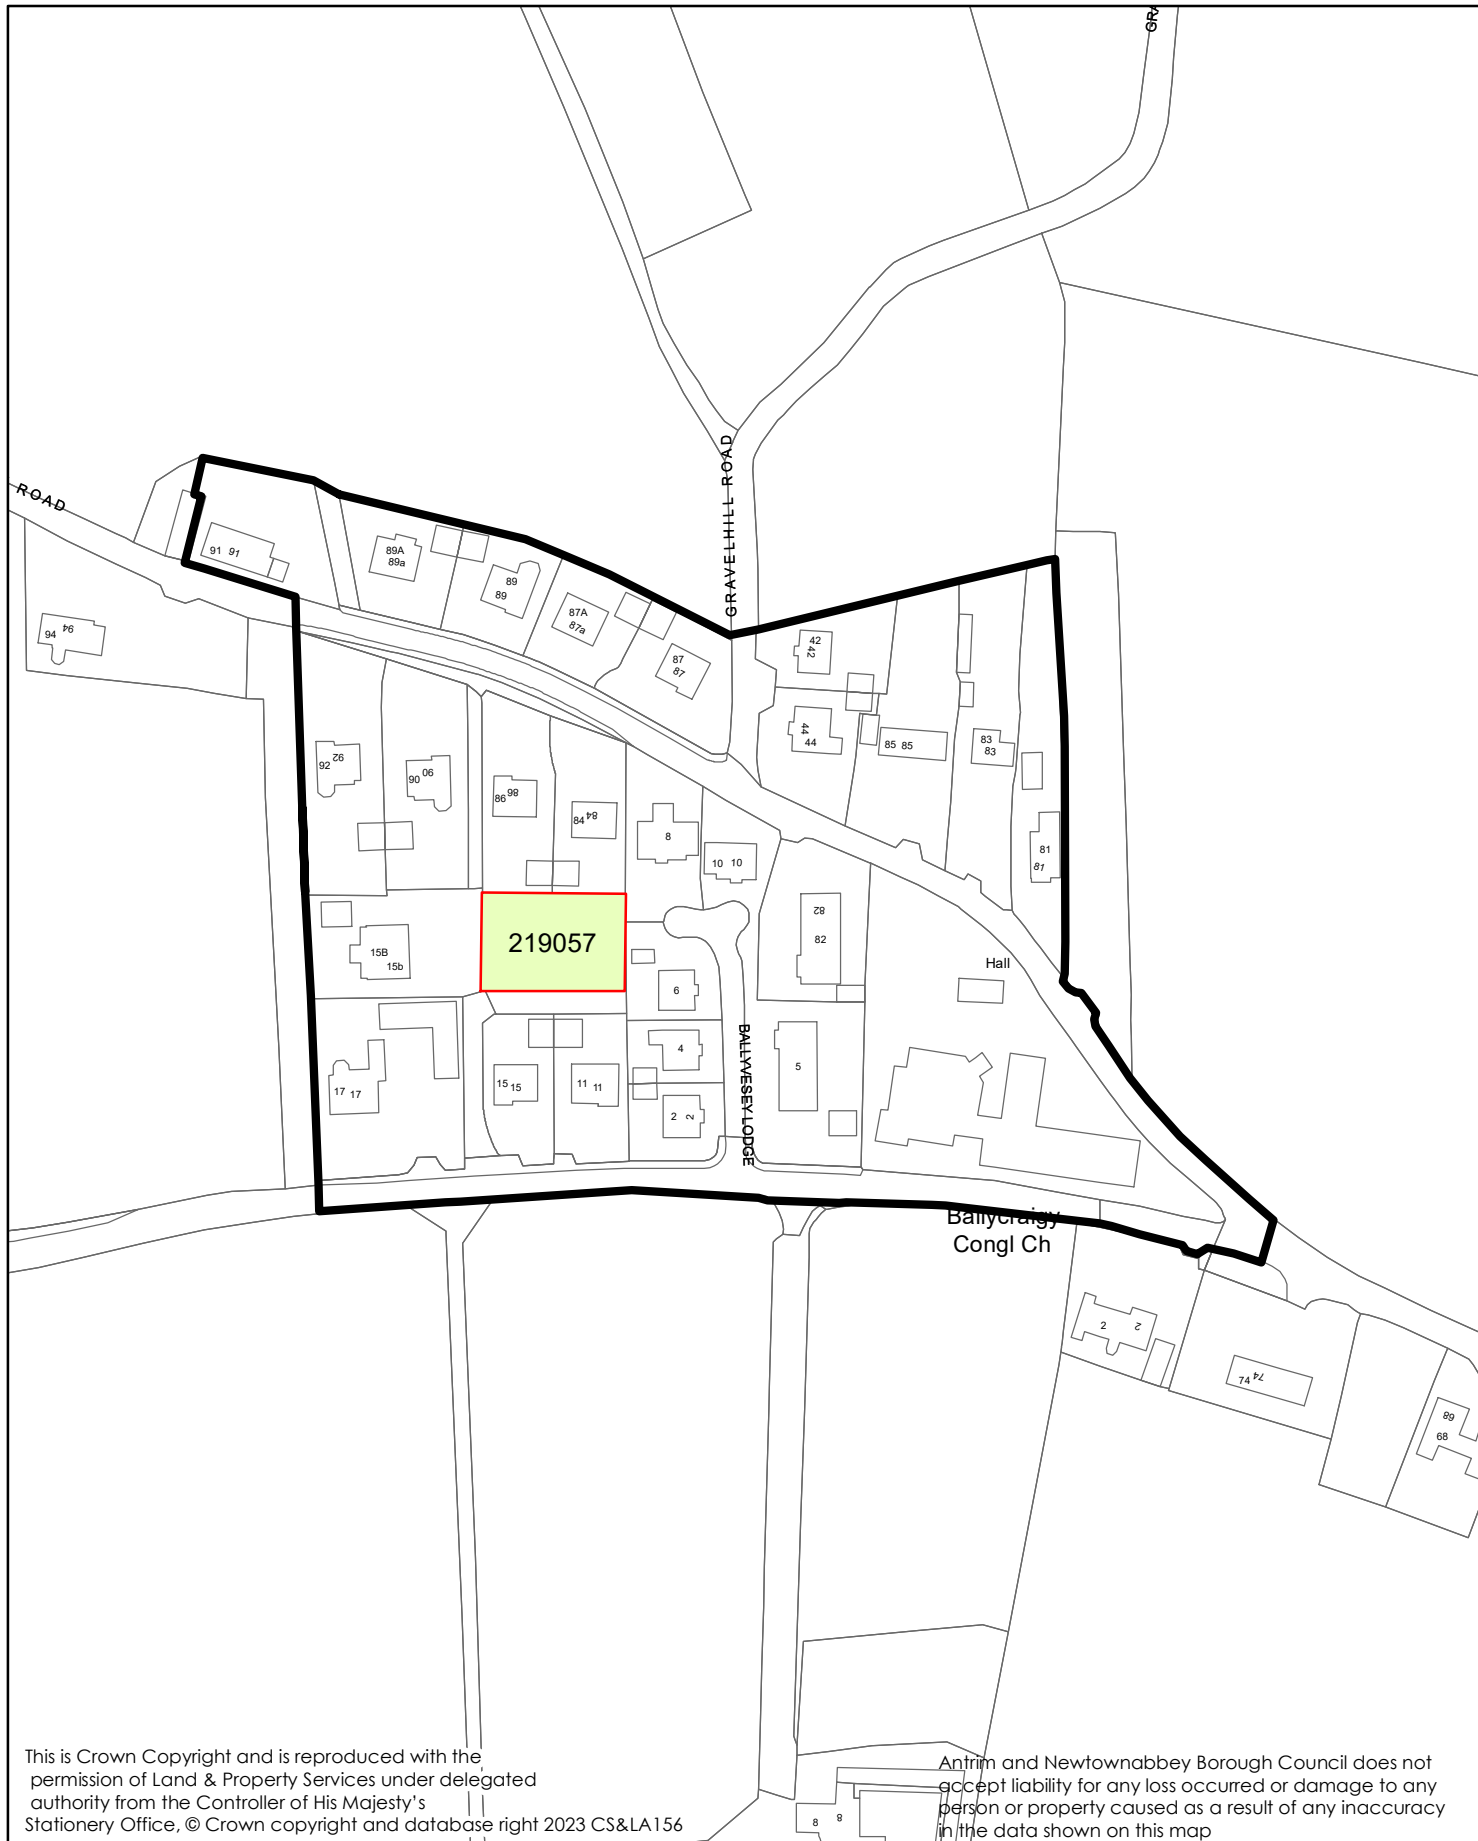 GRA
ROAD
GRAVELHILL ROAD
91 91
89A
89a
89
89
87A
87a
87
87
94 94
42
42
44
44
85 85
83
83
81
81
92 92
90 90
86 86
84 84
8
10 10
82
82
Hall
15B
15b
219057
6
4
5
2 2
BALLYVESEY LODGE
17 17
15 15
11 11
Ballycraigy
Congl Ch
2 2
74 74
68
68
8 8
This is Crown Copyright and is reproduced with the
permission of Land & Property Services under delegated
authority from the Controller of His Majesty's
Stationery Office, © Crown copyright and database right 2023 CS&LA156
Antrim and Newtownabbey Borough Council does not
accept liability for any loss occurred or damage to any
person or property caused as a result of any inaccuracy
in the data shown on this map